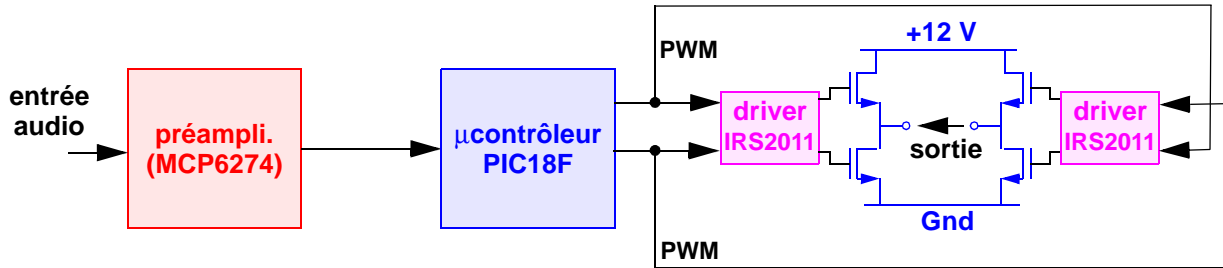 entrée
audio
préampli.
(MCP6274)
μcontrôleur
PIC18F
PWM
PWM
driver
IRS2011
+12 V
sortie
Gnd
driver
IRS2011